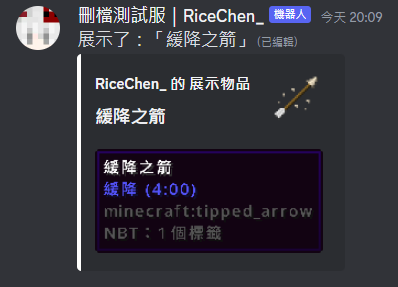 刪檔測試服 | RiceChen_ 機器人 今天 20:09
展示了：「緩降之箭」 (已編輯)
RiceChen_ 的 展示物品
緩降之箭
緩降之箭
緩降 (4:00)
minecraft:tipped_arrow
NBT：1 個標籤